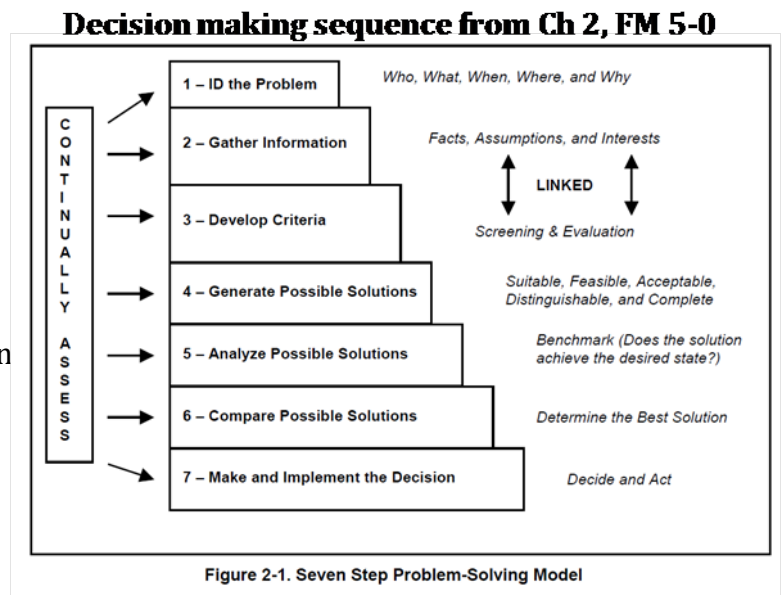 Decision making sequence from Ch 2, FM 5-0
CONTINUALLY ASSESS
1 – ID the Problem
Who, What, When, Where, and Why
2 – Gather Information
Facts, Assumptions, and Interests
LINKED
3 – Develop Criteria
Screening & Evaluation
4 – Generate Possible Solutions
Suitable, Feasible, Acceptable,
Distinguishable, and Complete
n
5 – Analyze Possible Solutions
Benchmark (Does the solution
achieve the desired state?)
6 – Compare Possible Solutions
Determine the Best Solution
7 – Make and Implement the Decision
Decide and Act
Figure 2-1. Seven Step Problem-Solving Model